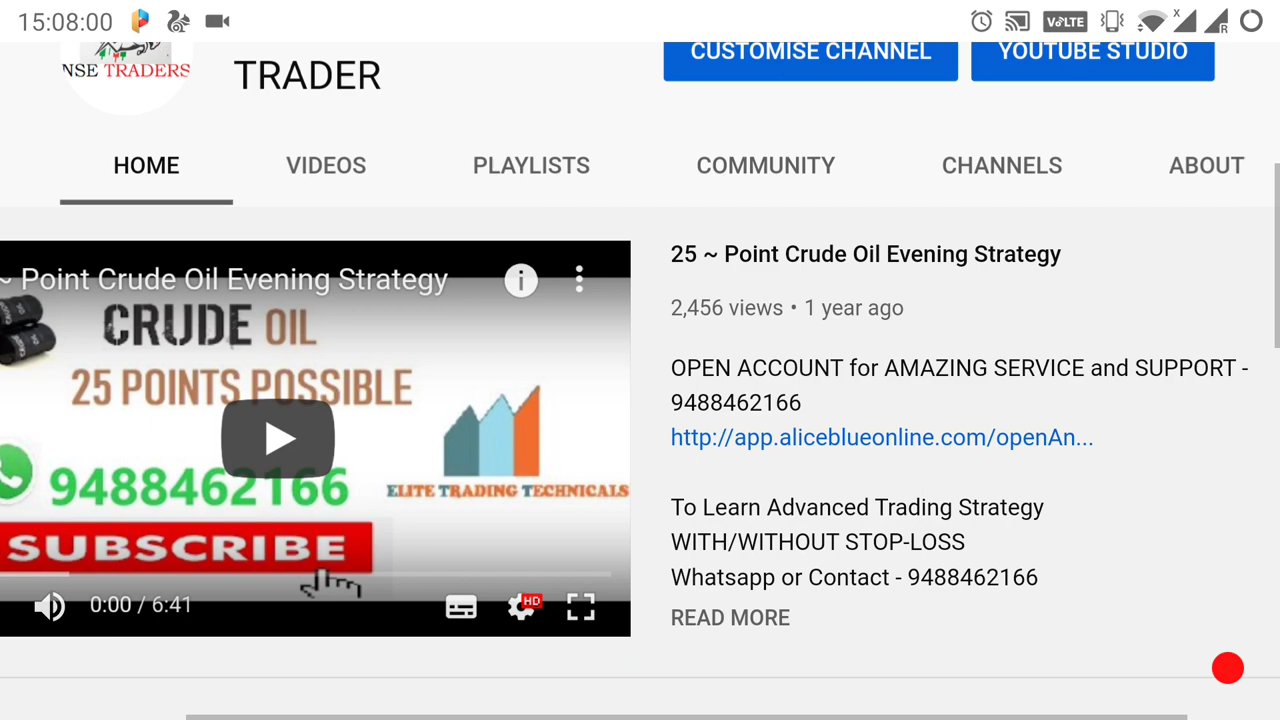 15:08:00
VoLTE
X
R
NSE TRADERS
TRADER
CUSTOMISE CHANNEL
YOUTUBE STUDIO
HOME
VIDEOS
PLAYLISTS
COMMUNITY
CHANNELS
ABOUT
~ Point Crude Oil Evening Strategy
CRUDE OIL
25 POINTS POSSIBLE
9488462166
ELITE TRADING TECHNICALS
SUBSCRIBE
0:00 / 6:41
HD
25 ~ Point Crude Oil Evening Strategy
2,456 views • 1 year ago
OPEN ACCOUNT for AMAZING SERVICE and SUPPORT -
9488462166
http://app.aliceblueonline.com/openAn...
To Learn Advanced Trading Strategy
WITH/WITHOUT STOP-LOSS
Whatsapp or Contact - 9488462166
READ MORE